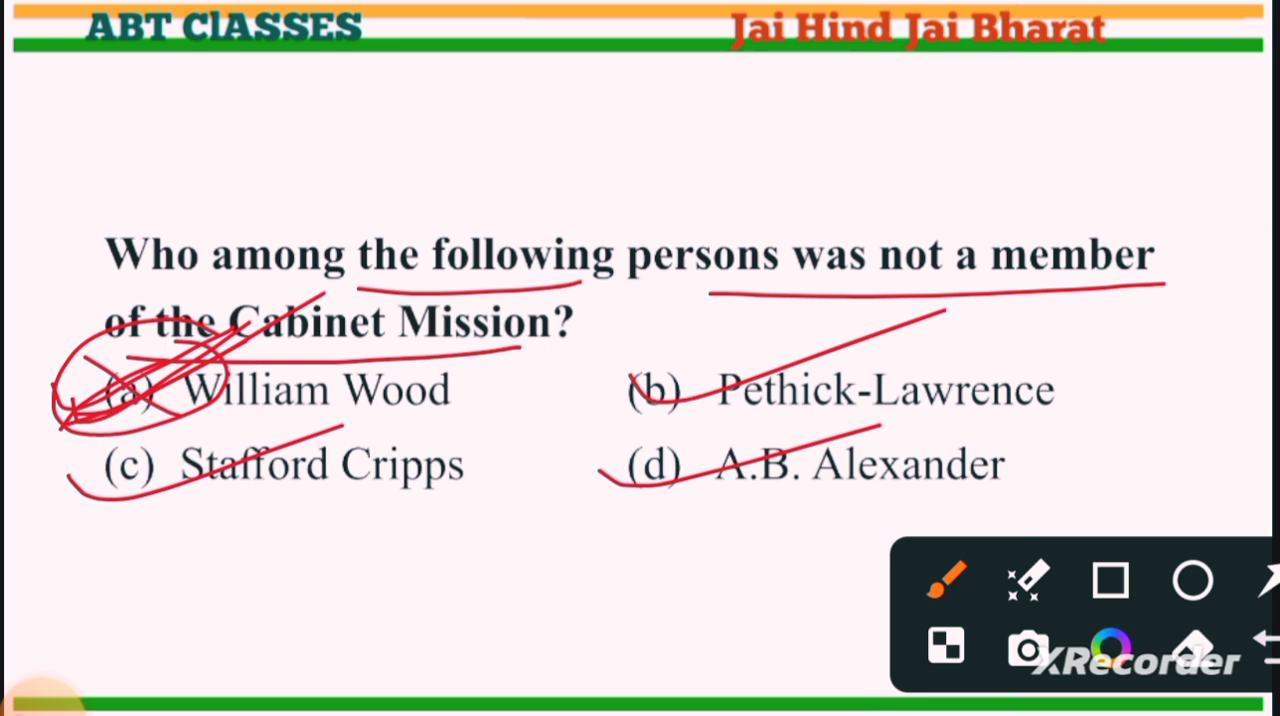 ABT ClASSES Jai Hind Jai Bharat
Who among the following persons was not a member
of the Cabinet Mission?
(a) William Wood (b) Pethick-Lawrence
(c) Stafford Cripps (d) A.B. Alexander
XRecorder